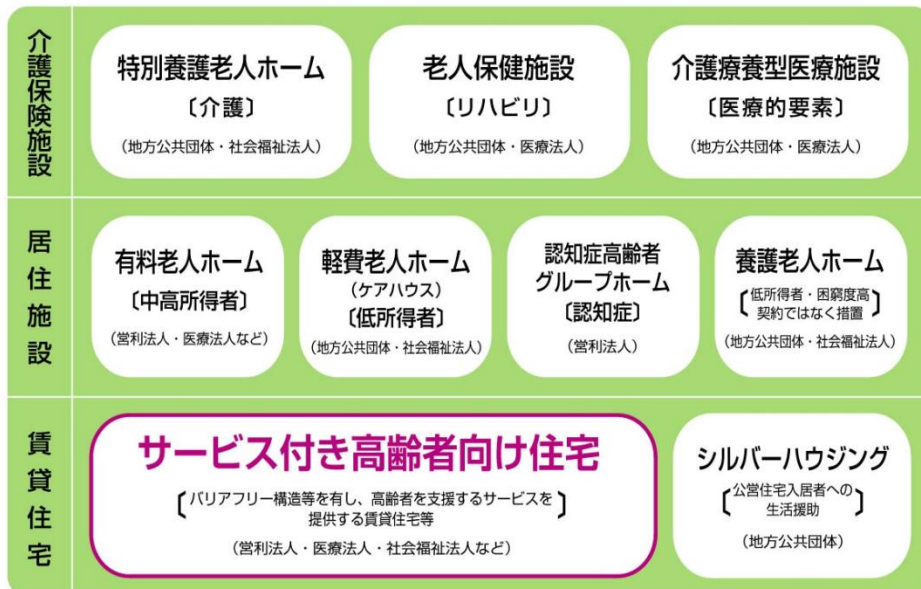 介護保険施設
特別養護老人ホーム
〔介護〕
(地方公共団体・社会福祉法人)
老人保健施設
〔リハビリ〕
(地方公共団体・医療法人)
介護療養型医療施設
〔医療的要素〕
(地方公共団体・医療法人)
居住施設
有料老人ホーム
〔中高所得者〕
(営利法人・医療法人など)
軽費老人ホーム
(ケアハウス)
〔低所得者〕
(地方公共団体・社会福祉法人)
認知症高齢者
グループホーム
〔認知症〕
(営利法人)
養護老人ホーム
〔低所得者・困窮度高
契約ではなく措置〕
(地方公共団体・社会福祉法人)
賃貸住宅
サービス付き高齢者向け住宅
〔バリアフリー構造等を有し、高齢者を支援するサービスを
提供する賃貸住宅等〕
(営利法人・医療法人・社会福祉法人など)
シルバーハウジング
〔公営住宅入居者への
生活援助〕
(地方公共団体)